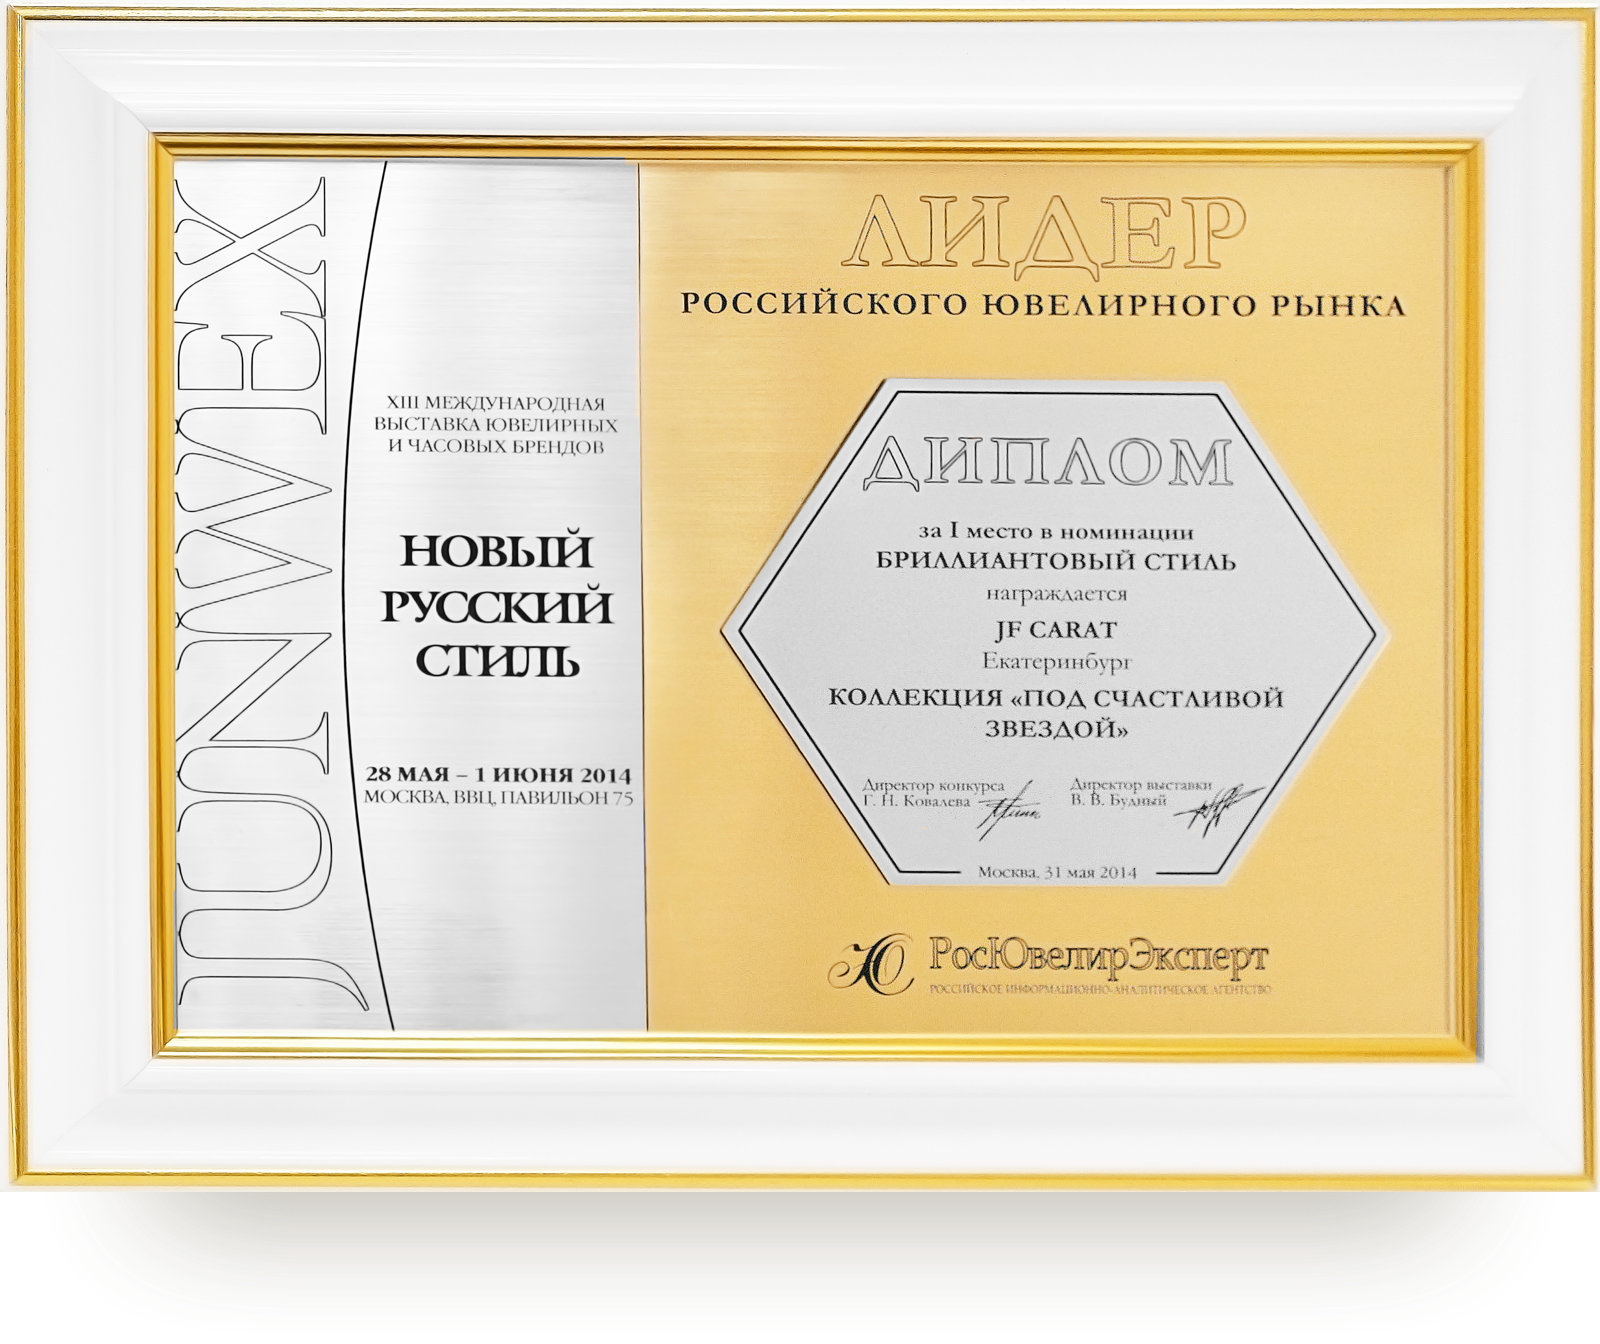 JUNWEX
XIII МЕЖДУНАРОДНАЯ
ВЫСТАВКА ЮВЕЛИРНЫХ
И ЧАСОВЫХ БРЕНДОВ
НОВЫЙ
РУССКИЙ
СТИЛЬ
28 МАЯ – 1 ИЮНЯ 2014
МОСКВА, ВВЦ, ПАВИЛЬОН 75
ЛИДЕР
РОССИЙСКОГО ЮВЕЛИРНОГО РЫНКА
ДИПЛОМ
за I место в номинации
БРИЛЛИАНТОВЫЙ СТИЛЬ
награждается
JF CARAT
Екатеринбург
КОЛЛЕКЦИЯ «ПОД СЧАСТЛИВОЙ
ЗВЕЗДОЙ»
Директор конкурса
Г. Н. Ковалева
Директор выставки
В. В. Будный
Москва, 31 мая 2014
Ю РосЮвелирЭксперт
РОССИЙСКОЕ ИНФОРМАЦИОННО-АНАЛИТИЧЕСКОЕ АГЕНТСТВО